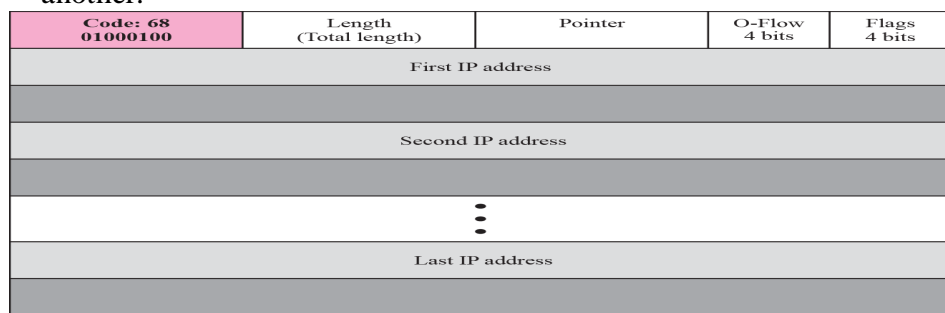 another.
Code: 68 Length Pointer O-Flow Flags
01000100 (Total length) 4 bits 4 bits
First IP address
Second IP address
Last IP address